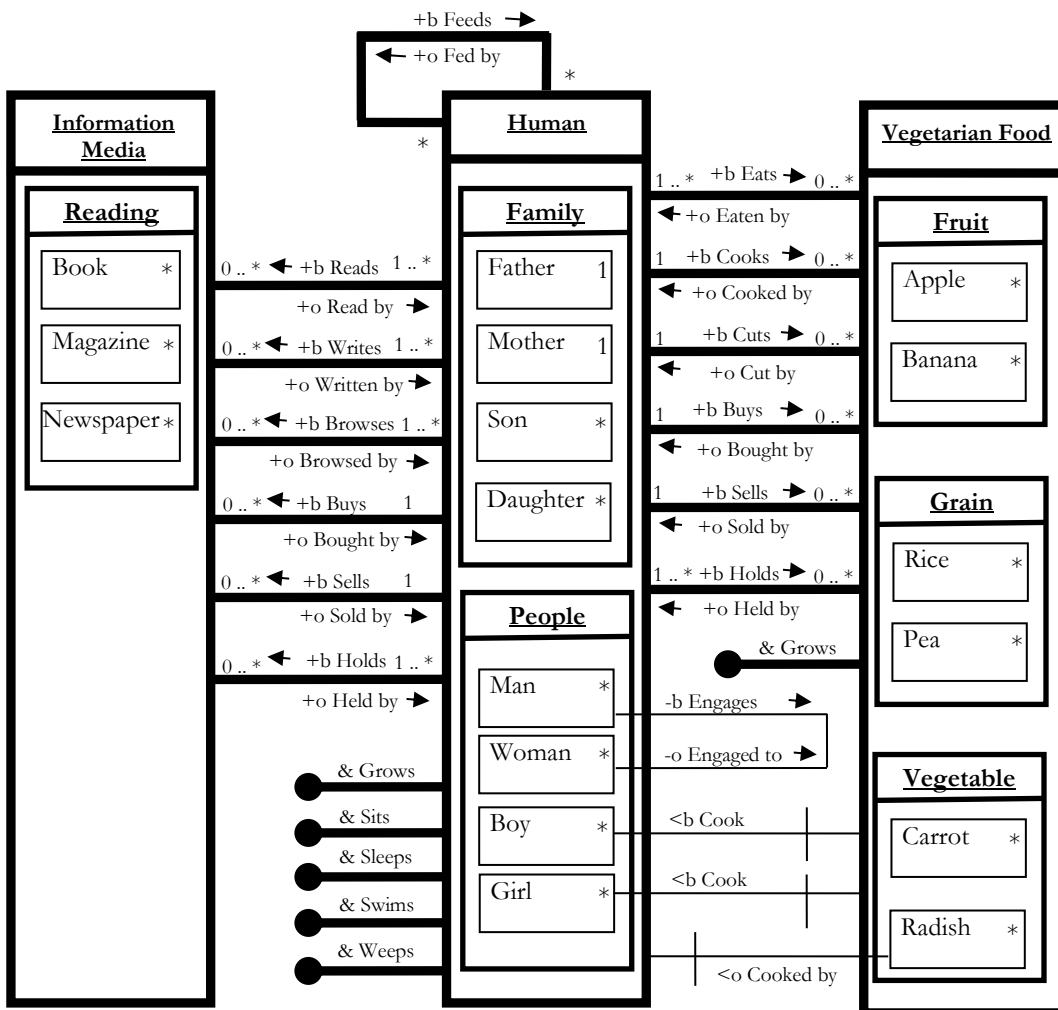 +b Feeds
+o Fed by
*
*
Information
Media
Reading
Book *
Magazine *
Newspaper *
0 .. * +b Reads 1 .. *
+o Read by
0 .. * +b Writes 1 .. *
+o Written by
0 .. * +b Browses 1 .. *
+o Browsed by
0 .. * +b Buys 1
+o Bought by
0 .. * +b Sells 1
+o Sold by
0 .. * +b Holds 1 .. *
+o Held by
& Grows
& Sits
& Sleeps
& Swims
& Weeps
Human
Family
Father 1
Mother 1
Son *
Daughter *
People
Man *
Woman *
Boy *
Girl *
1 .. * +b Eats 0 .. *
+o Eaten by
1 +b Cooks 0 .. *
+o Cooked by
1 +b Cuts 0 .. *
+o Cut by
1 +b Buys 0 .. *
+o Bought by
1 +b Sells 0 .. *
+o Sold by
1 .. * +b Holds 0 .. *
+o Held by
& Grows
-b Engages
-o Engaged to
<b Cook
<b Cook
<o Cooked by
Vegetarian Food
Fruit
Apple *
Banana *
Grain
Rice *
Pea *
Vegetable
Carrot *
Radish *